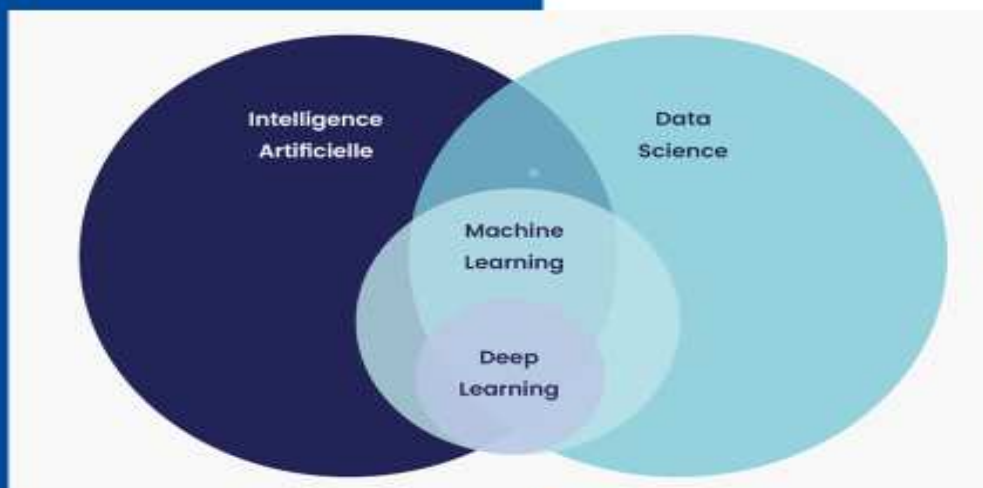 Intelligence
Artificielle
Data
Science
Machine
Learning
Deep
Learning